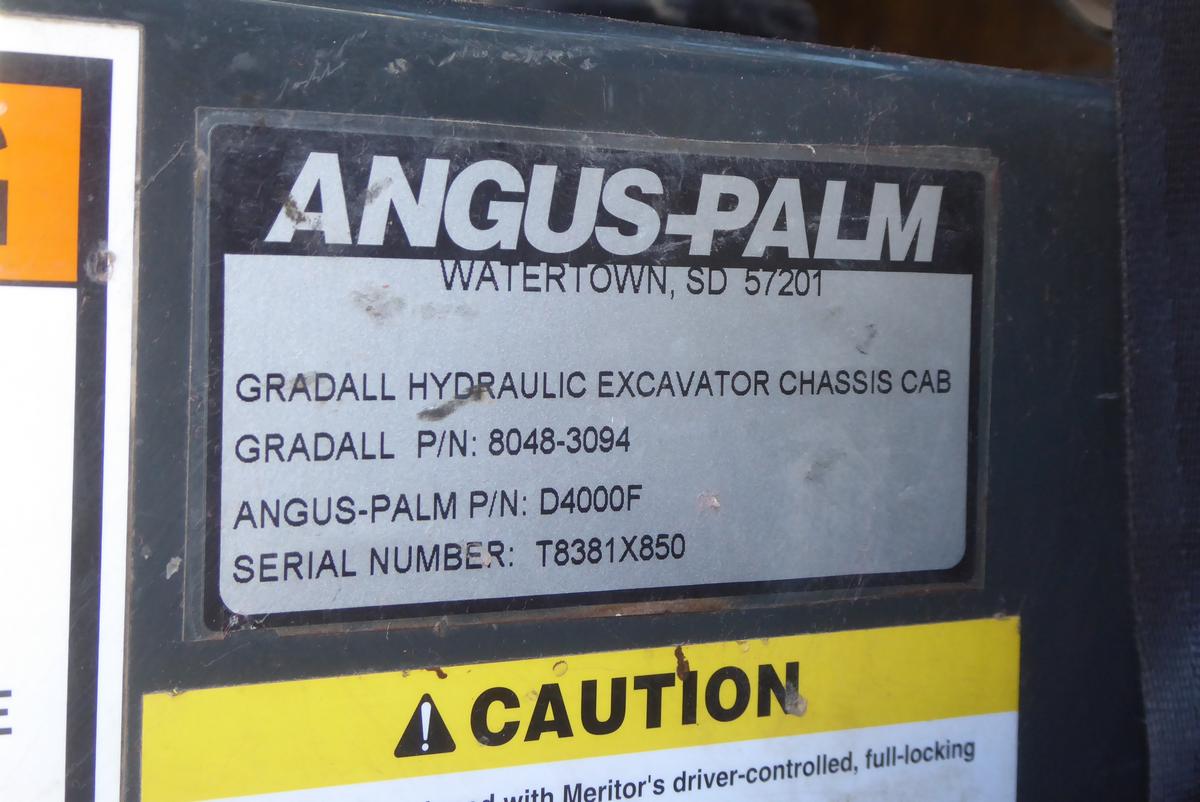 ANGUS-PALM
WATERTOWN, SD 57201
GRADALL HYDRAULIC EXCAVATOR CHASSIS CAB
GRADALL P/N: 8048-3094
ANGUS-PALM P/N: D4000F
SERIAL NUMBER: T8381X850
CAUTION
with Meritor's driver-controlled, full-locking